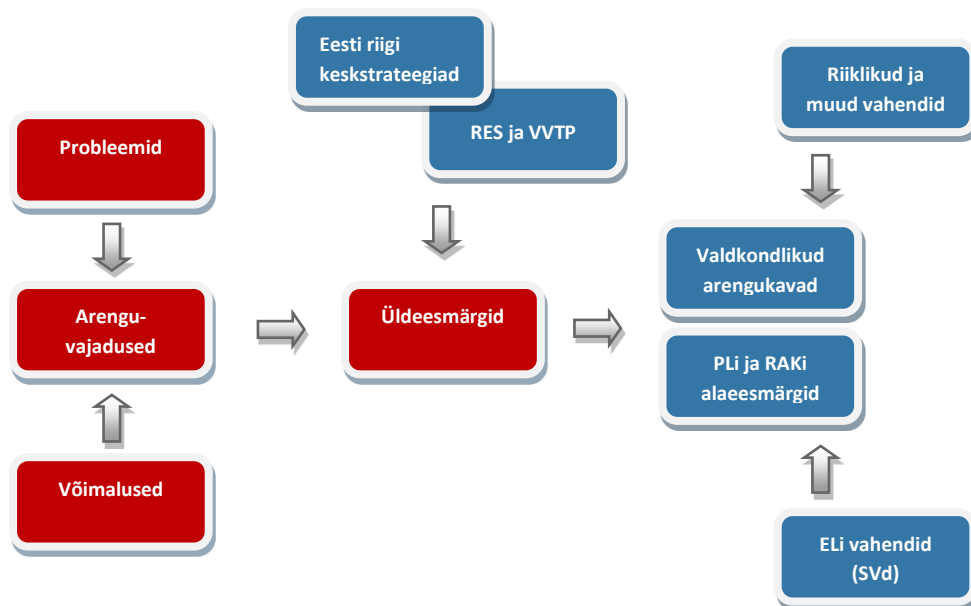 Eesti riigi
keskstrateegiad
RES ja VVTP
Riiklikud ja
muud vahendid
Probleemid
Arengu-
vajadused
Üldeesmärgid
Valdkondlikud
arengukavad
PLi ja RAKi
alaeesmärgid
Võimalused
ELi vahendid
(SVd)